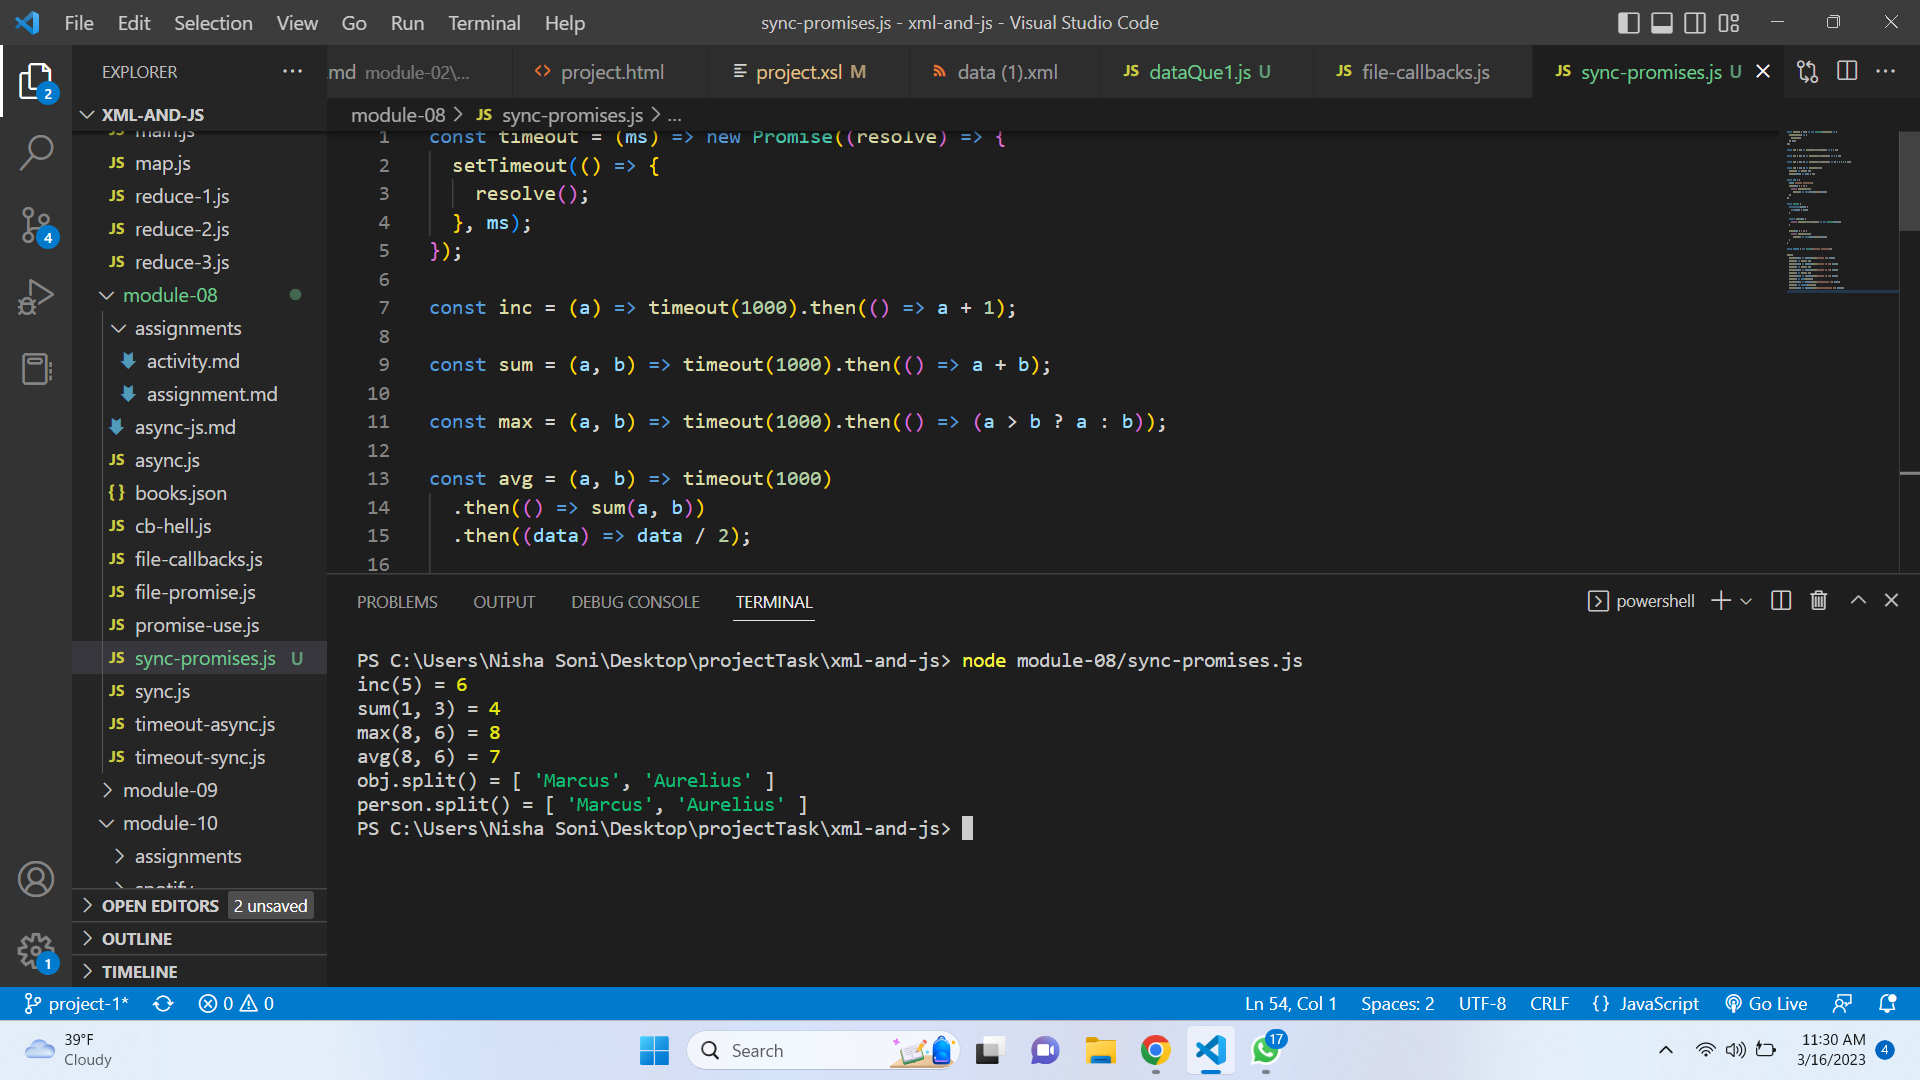 File Edit Selection View Go Run Terminal Help
sync-promises.js - xml-and-js - Visual Studio Code
EXPLORER
.md module-02\...
project.html
project.xsl M
data (1).xml
JS dataQue1.js U
JS file-callbacks.js
JS sync-promises.js U
2
XML-AND-JS
module-08 > JS sync-promises.js > ...
main.js
JS map.js
JS reduce-1.js
JS reduce-2.js
JS reduce-3.js
module-08
assignments
activity.md
assignment.md
async-js.md
JS async.js
{} books.json
JS cb-hell.js
JS file-callbacks.js
JS file-promise.js
JS promise-use.js
JS sync-promises.js U
JS sync.js
JS timeout-async.js
JS timeout-sync.js
module-09
module-10
assignments
spotify
OPEN EDITORS 2 unsaved
OUTLINE
TIMELINE
4
1
1 const timeout = (ms) => new Promise((resolve) => {
2 setTimeout(() => {
3 resolve();
4 }, ms);
5 });
6
7 const inc = (a) => timeout(1000).then(() => a + 1);
8
9 const sum = (a, b) => timeout(1000).then(() => a + b);
10
11 const max = (a, b) => timeout(1000).then(() => (a > b ? a : b));
12
13 const avg = (a, b) => timeout(1000)
14 .then(() => sum(a, b))
15 .then((data) => data / 2);
16
PROBLEMS OUTPUT DEBUG CONSOLE TERMINAL
powershell
PS C:\Users\Nisha Soni\Desktop\projectTask\xml-and-js> node module-08/sync-promises.js
inc(5) = 6
sum(1, 3) = 4
max(8, 6) = 8
avg(8, 6) = 7
obj.split() = [ 'Marcus', 'Aurelius' ]
person.split() = [ 'Marcus', 'Aurelius' ]
PS C:\Users\Nisha Soni\Desktop\projectTask\xml-and-js>
project-1* 0 0
Ln 54, Col 1 Spaces: 2 UTF-8 CRLF {} JavaScript Go Live
39°F
Cloudy
Search
17
11:30 AM
3/16/2023
4